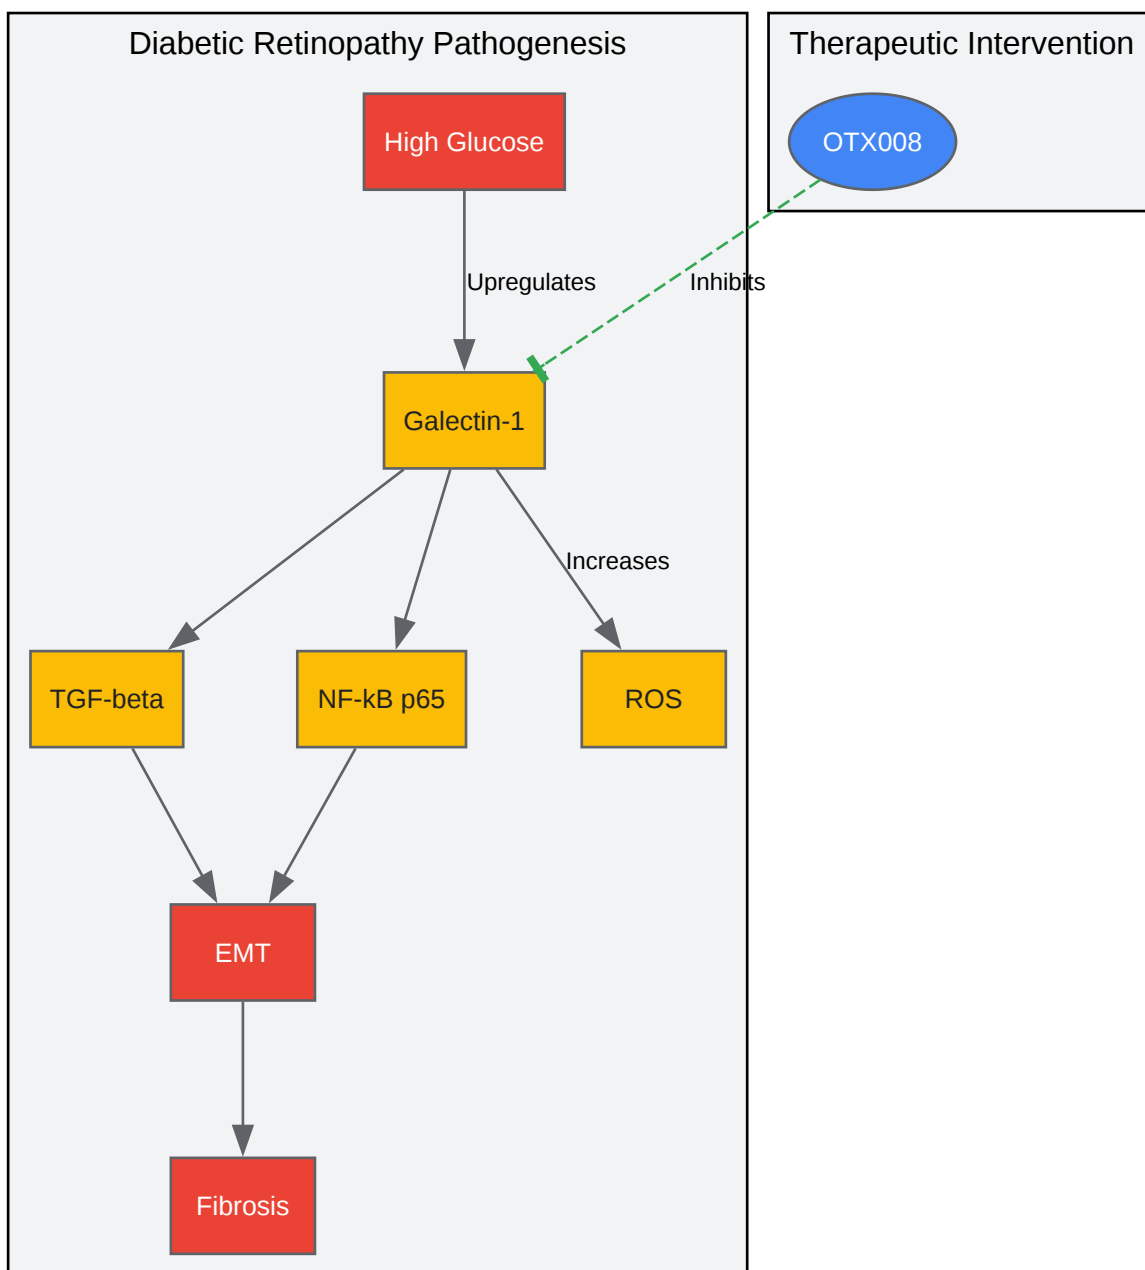 Diabetic Retinopathy Pathogenesis
Therapeutic Intervention
High Glucose
OTX008
Upregulates
Inhibits
Galectin-1
Increases
TGF-beta
NF-kB p65
ROS
EMT
Fibrosis